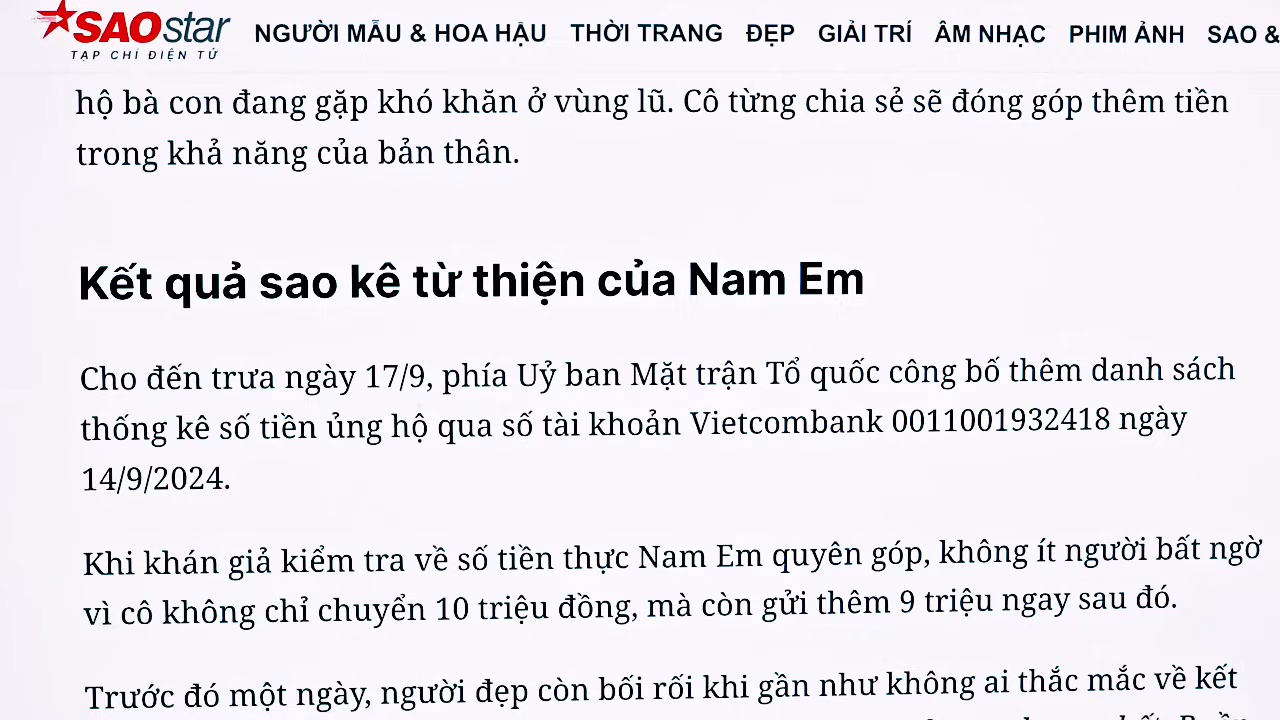 SAOstar NGƯỜI MẪU & HOA HẬU THỜI TRANG ĐẸP GIẢI TRÍ ÂM NHẠC PHIM ẢNH SAO &
TẠP CHÍ ĐIỆN TỬ
hộ bà con đang gặp khó khăn ở vùng lũ. Cô từng chia sẻ sẽ đóng góp thêm tiền
trong khả năng của bản thân.
Kết quả sao kê từ thiện của Nam Em
Cho đến trưa ngày 17/9, phía Uỷ ban Mặt trận Tổ quốc công bố thêm danh sách
thống kê số tiền ủng hộ qua số tài khoản Vietcombank 0011001932418 ngày
14/9/2024.
Khi khán giả kiểm tra về số tiền thực Nam Em quyên góp, không ít người bất ngờ
vì cô không chỉ chuyển 10 triệu đồng, mà còn gửi thêm 9 triệu ngay sau đó.
Trước đó một ngày, người đẹp còn bối rối khi gần như không ai thắc mắc về kết